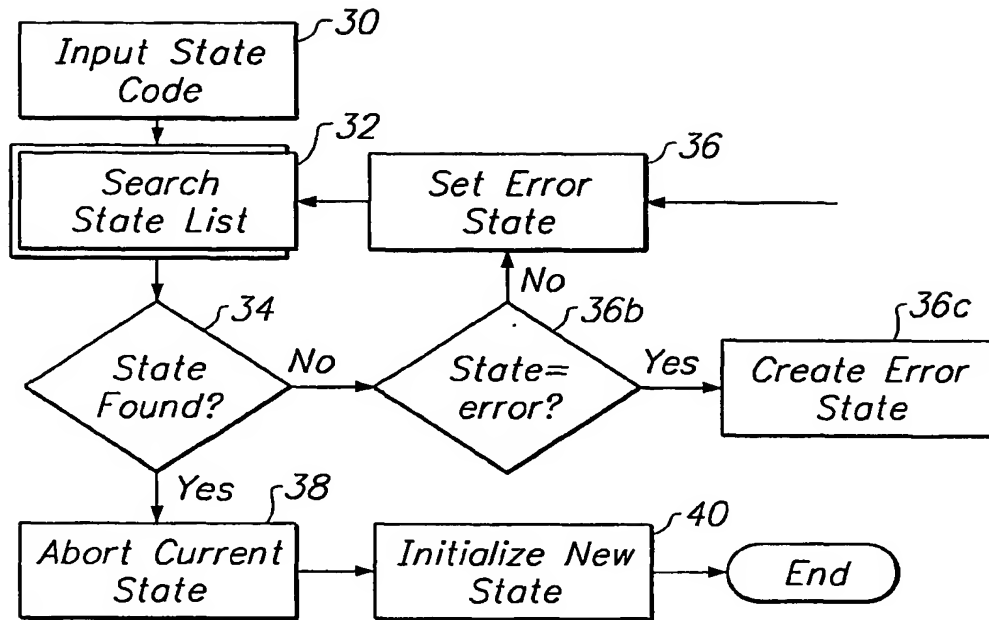 30
Input State
Code
32
Search
State List
36
Set Error
State
No
34
State
Found?
No
36b
State=
error?
Yes
36c
Create Error
State
Yes
38
Abort Current
State
40
Initialize New
State
End